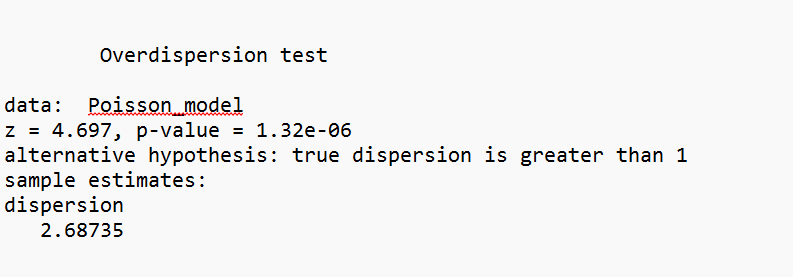 Overdispersion test
data:  Poisson_model
z = 4.697, p-value = 1.32e-06
alternative hypothesis: true dispersion is greater than 1
sample estimates:
dispersion
2.68735